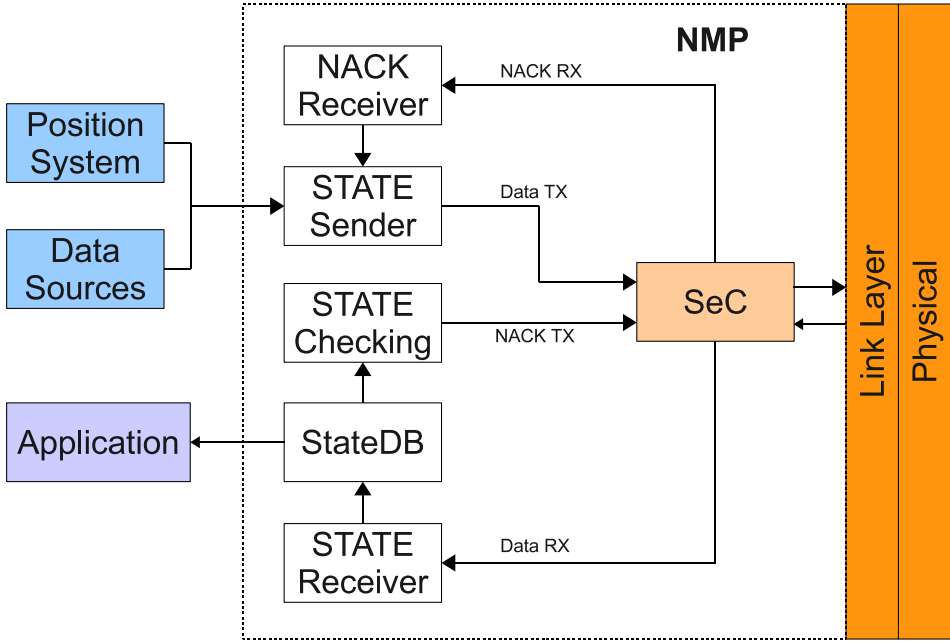 NMP
NACK
Receiver
NACK RX
Position
System
STATE
Sender
Data TX
Data
Sources
STATE
Checking
NACK TX
SeC
Link Layer
Physical
Application
StateDB
STATE
Receiver
Data RX